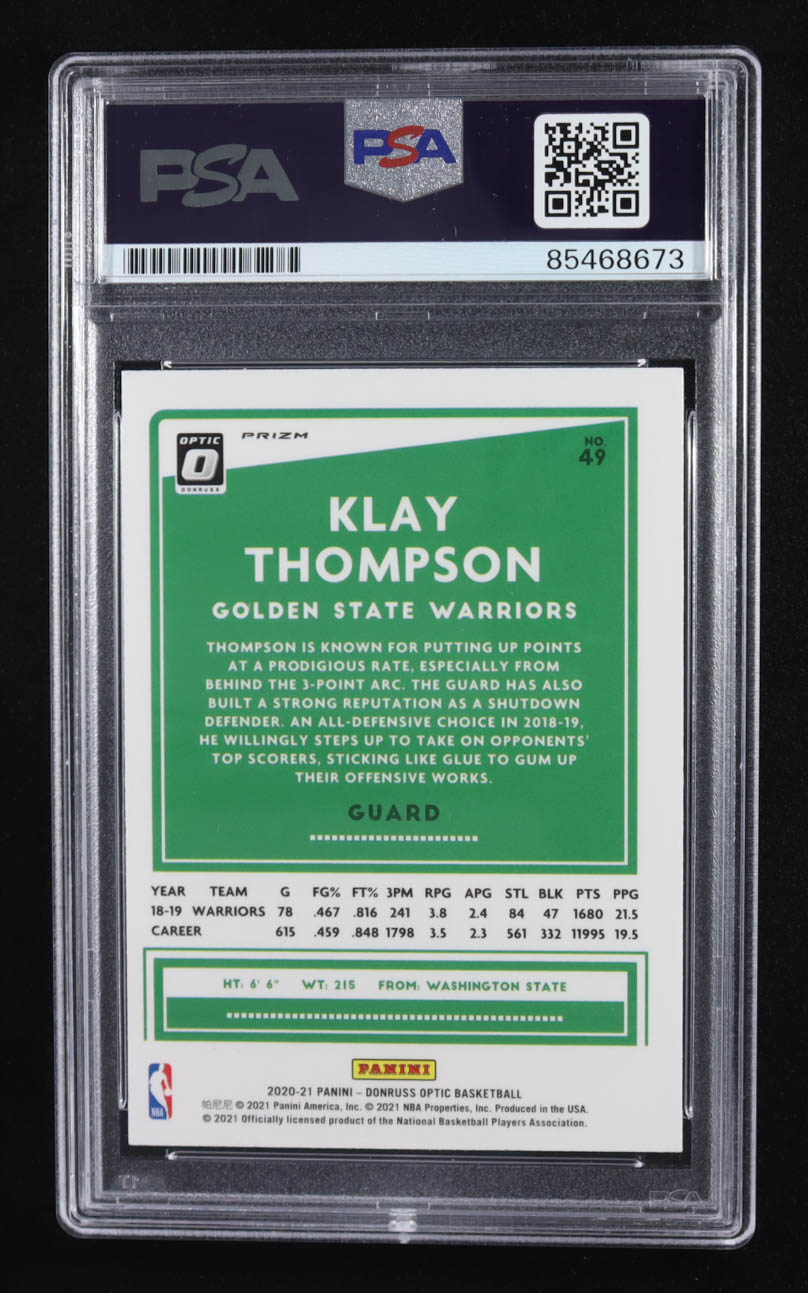 PSA
PSA
85468673
OPTIC
O
DONRUSS
PRIZM
NO.
49
KLAY
THOMPSON
GOLDEN STATE WARRIORS
THOMPSON IS KNOWN FOR PUTTING UP POINTS
AT A PRODIGIOUS RATE, ESPECIALLY FROM
BEHIND THE 3-POINT ARC. THE GUARD HAS ALSO
BUILT A STRONG REPUTATION AS A SHUTDOWN
DEFENDER. AN ALL-DEFENSIVE CHOICE IN 2018-19,
HE WILLINGLY STEPS UP TO TAKE ON OPPONENTS'
TOP SCORERS, STICKING LIKE GLUE TO GUM UP
THEIR OFFENSIVE WORKS.
GUARD
YEAR TEAM G FG% FT% 3PM RPG APG STL BLK PTS PPG
18-19 WARRIORS 78 .467 .816 241 3.8 2.4 84 47 1680 21.5
CAREER 615 .459 .848 1798 3.5 2.3 561 332 11995 19.5
HT: 6' 6" WT: 215 FROM: WASHINGTON STATE
PANINI
NBA
2020-21 PANINI – DONRUSS OPTIC BASKETBALL
帕尼尼 © 2021 Panini America, Inc. © 2021 NBA Properties, Inc. Produced in the USA.
© 2021 Officially licensed product of the National Basketball Players Association.
PSA